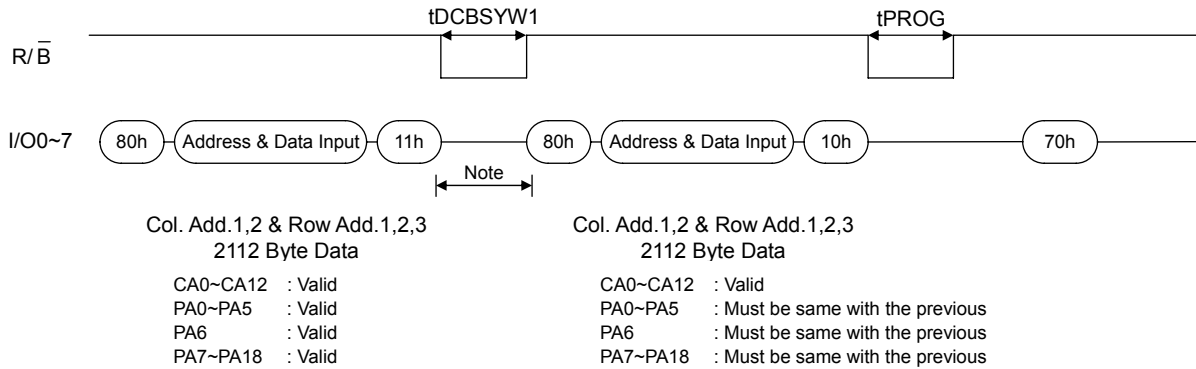 tDCBSYW1 tPROG
R/B̅
I/O0~7 80h Address & Data Input 11h 80h Address & Data Input 10h 70h
Note
Col. Add.1,2 & Row Add.1,2,3 Col. Add.1,2 & Row Add.1,2,3
2112 Byte Data 2112 Byte Data
CA0~CA12 : Valid CA0~CA12 : Valid
PA0~PA5 : Valid PA0~PA5 : Must be same with the previous
PA6 : Valid PA6 : Must be same with the previous
PA7~PA18 : Valid PA7~PA18 : Must be same with the previous